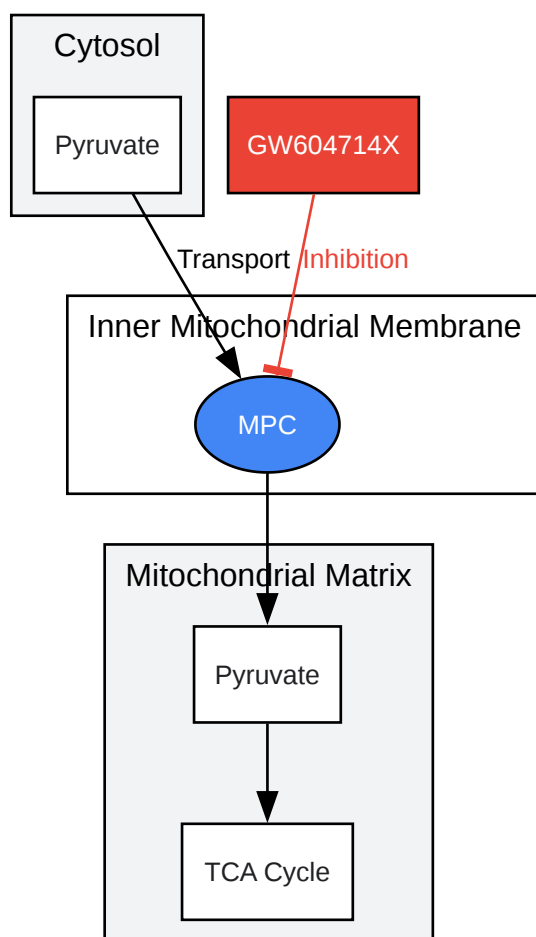 Cytosol
Pyruvate
GW604714X
Transport
Inhibition
Inner Mitochondrial Membrane
MPC
Mitochondrial Matrix
Pyruvate
TCA Cycle